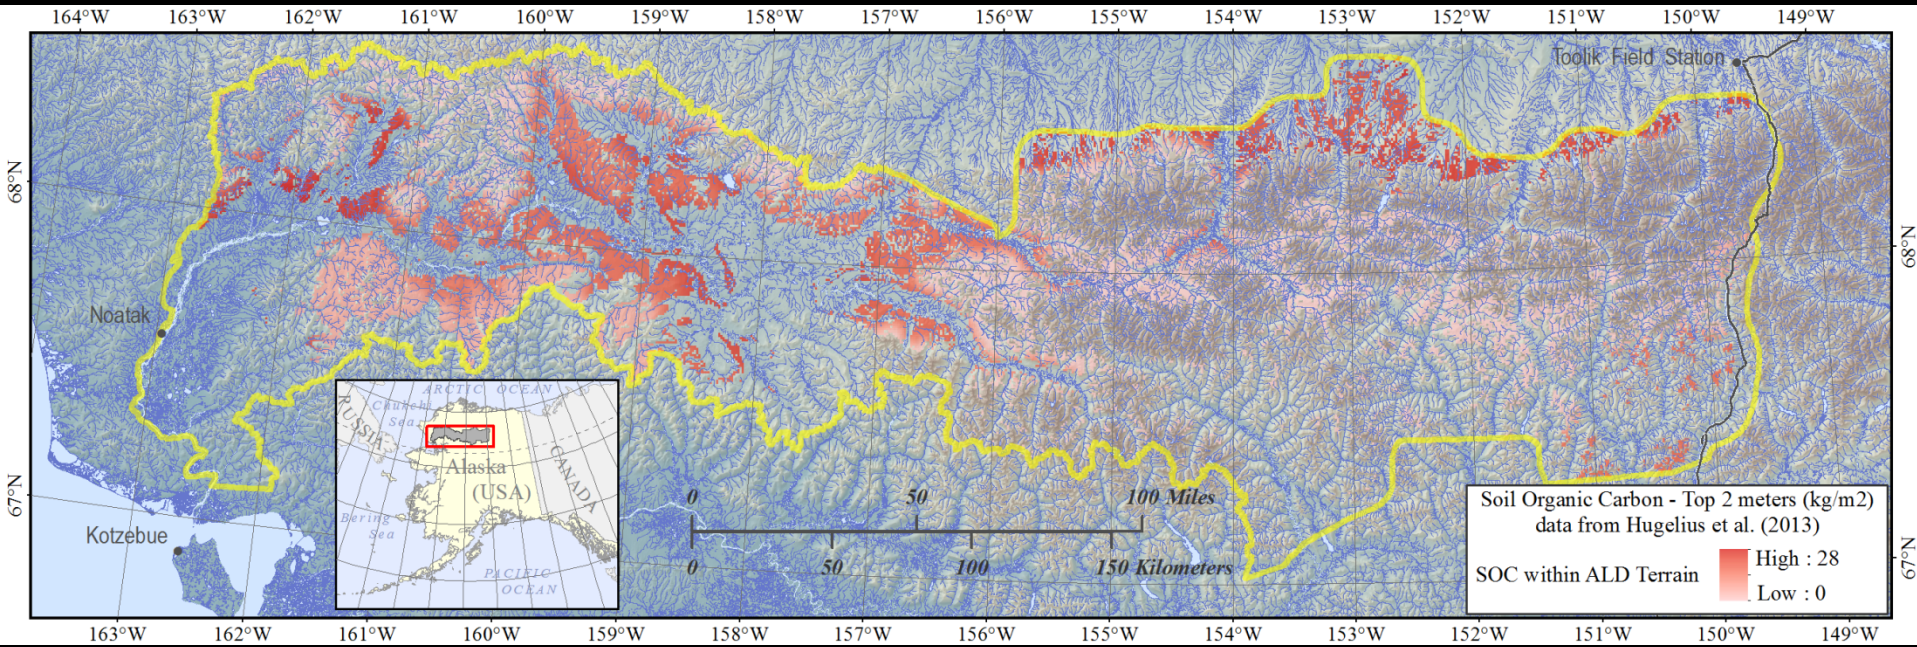 164°W 163°W 162°W 161°W 160°W 159°W 158°W 157°W 156°W 155°W 154°W 153°W 152°W 151°W 150°W 149°W
Toolik Field Station
68°N
68°N
Noatak
67°N
Kotzebue
67°N
ARCTIC OCEAN
Chukchi
Sea
RUSSIA
Alaska
(USA)
CANADA
Bering
Sea
PACIFIC
OCEAN
0 50 100 Miles
0 50 100 150 Kilometers
Soil Organic Carbon - Top 2 meters (kg/m2)
data from Hugelius et al. (2013)
SOC within ALD Terrain
High : 28
Low : 0
163°W 162°W 161°W 160°W 159°W 158°W 157°W 156°W 155°W 154°W 153°W 152°W 151°W 150°W 149°W